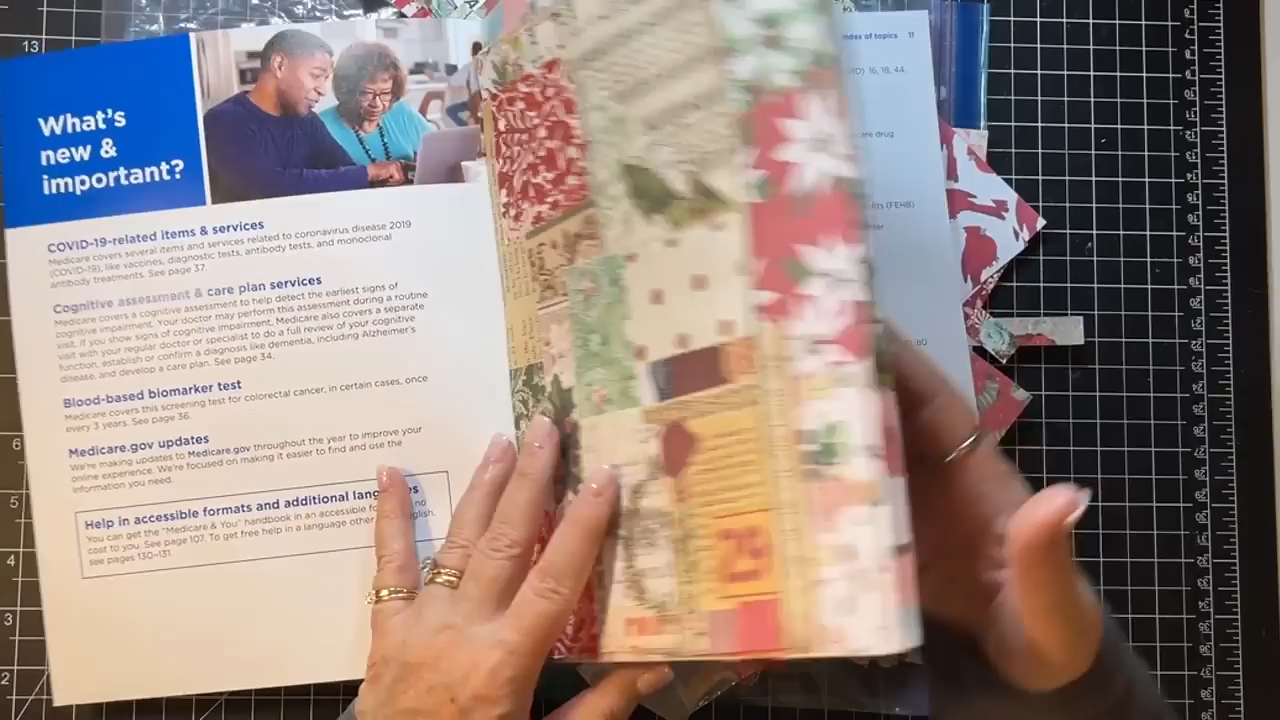 What's
new &
important?
COVID-19-related items & services
Medicare covers several items and services related to coronavirus disease 2019
(COVID-19), like vaccines, diagnostic tests, antibody tests, and monoclonal
antibody treatments. See page 37.
Cognitive assessment & care plan services
Medicare covers a cognitive assessment to help detect the earliest signs of
cognitive impairment. Your doctor may perform this assessment during a routine
visit. If you show signs of cognitive impairment, Medicare also covers a separate
visit with your regular doctor or specialist to do a full review of your cognitive
function, establish or confirm a diagnosis like dementia, including Alzheimer's
disease, and develop a care plan. See page 34.
Blood-based biomarker test
Medicare covers this screening test for colorectal cancer, in certain cases, once
every 3 years. See page 36.
Medicare.gov updates
We're making updates to Medicare.gov throughout the year to improve your
online experience. We're focused on making it easier to find and use the
information you need.
Help in accessible formats and additional lang es
You can get the "Medicare & You" handbook in an accessible fo no
cost to you. See page 107. To get free help in a language other glish,
see pages 130-131.
Index of topics 11
RD) 16, 18, 44,
care drug
fits (FEHB)
80
29
13
6
5
4
3
2